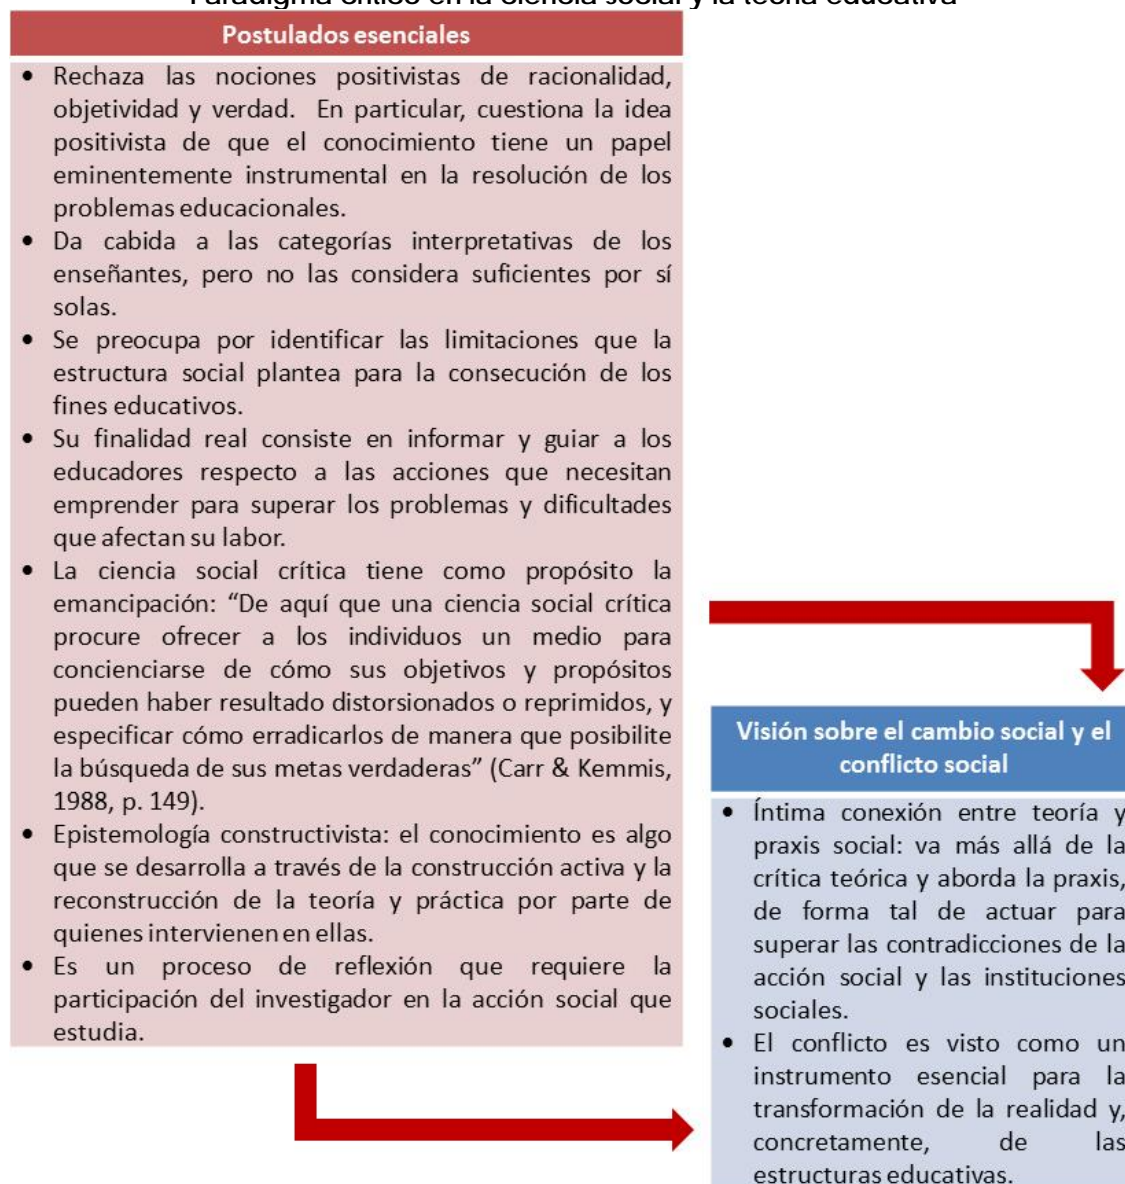 Paradigma crítico en la ciencia social y la teoría educativa
Postulados esenciales
• Rechaza las nociones positivistas de racionalidad,
objetividad y verdad. En particular, cuestiona la idea
positivista de que el conocimiento tiene un papel
eminentemente instrumental en la resolución de los
problemas educacionales.
• Da cabida a las categorías interpretativas de los
enseñantes, pero no las considera suficientes por sí
solas.
• Se preocupa por identificar las limitaciones que la
estructura social plantea para la consecución de los
fines educativos.
• Su finalidad real consiste en informar y guiar a los
educadores respecto a las acciones que necesitan
emprender para superar los problemas y dificultades
que afectan su labor.
• La ciencia social crítica tiene como propósito la
emancipación: “De aquí que una ciencia social crítica
procure ofrecer a los individuos un medio para
concienciarse de cómo sus objetivos y propósitos
pueden haber resultado distorsionados o reprimidos, y
especificar cómo erradicarlos de manera que posibilite
la búsqueda de sus metas verdaderas” (Carr & Kemmis,
1988, p. 149).
• Epistemología constructivista: el conocimiento es algo
que se desarrolla a través de la construcción activa y la
reconstrucción de la teoría y práctica por parte de
quienes intervienen en ellas.
• Es un proceso de reflexión que requiere la
participación del investigador en la acción social que
estudia.
Visión sobre el cambio social y el
conflicto social
• Íntima conexión entre teoría y
praxis social: va más allá de la
crítica teórica y aborda la praxis,
de forma tal de actuar para
superar las contradicciones de la
acción social y las instituciones
sociales.
• El conflicto es visto como un
instrumento esencial para la
transformación de la realidad y,
concretamente, de las
estructuras educativas.